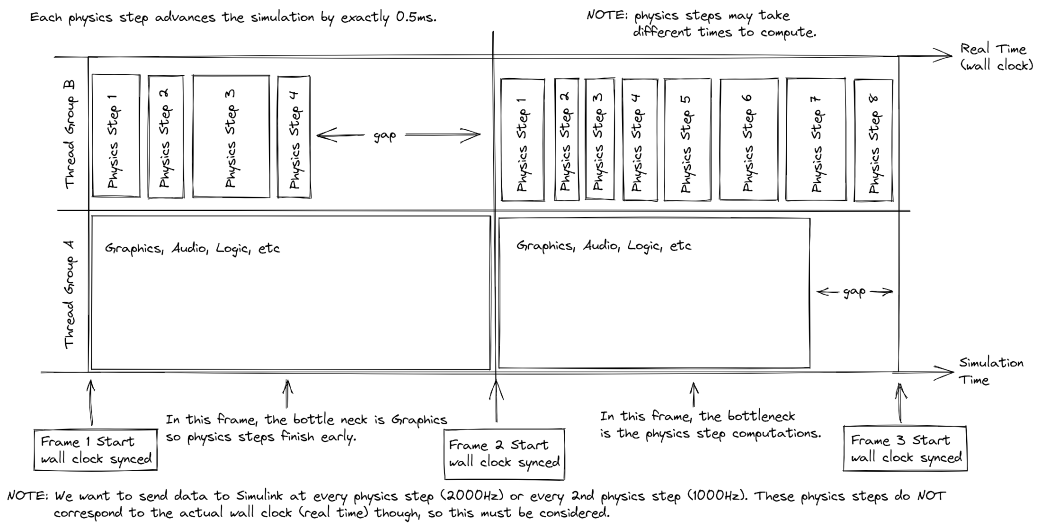 Each physics step advances the simulation by exactly 0.5ms.
NOTE: physics steps may take
different times to compute.
Real Time
(wall clock)
Thread Group B
Physics Step 1
Physics Step 2
Physics Step 3
Physics Step 4
gap
Physics Step 1
Physics Step 2
Physics Step 3
Physics Step 4
Physics Step 5
Physics Step 6
Physics Step 7
Physics Step 8
Thread Group A
Graphics, Audio, Logic, etc
Graphics, Audio, Logic, etc
gap
Simulation
Time
In this frame, the bottle neck is Graphics
so physics steps finish early.
In this frame, the bottleneck
is the physics step computations.
Frame 1 Start
wall clock synced
Frame 2 Start
wall clock synced
Frame 3 Start
wall clock synced
NOTE: We want to send data to Simulink at every physics step (2000Hz) or every 2nd physics step (1000Hz). These physics steps do NOT
correspond to the actual wall clock (real time) though, so this must be considered.